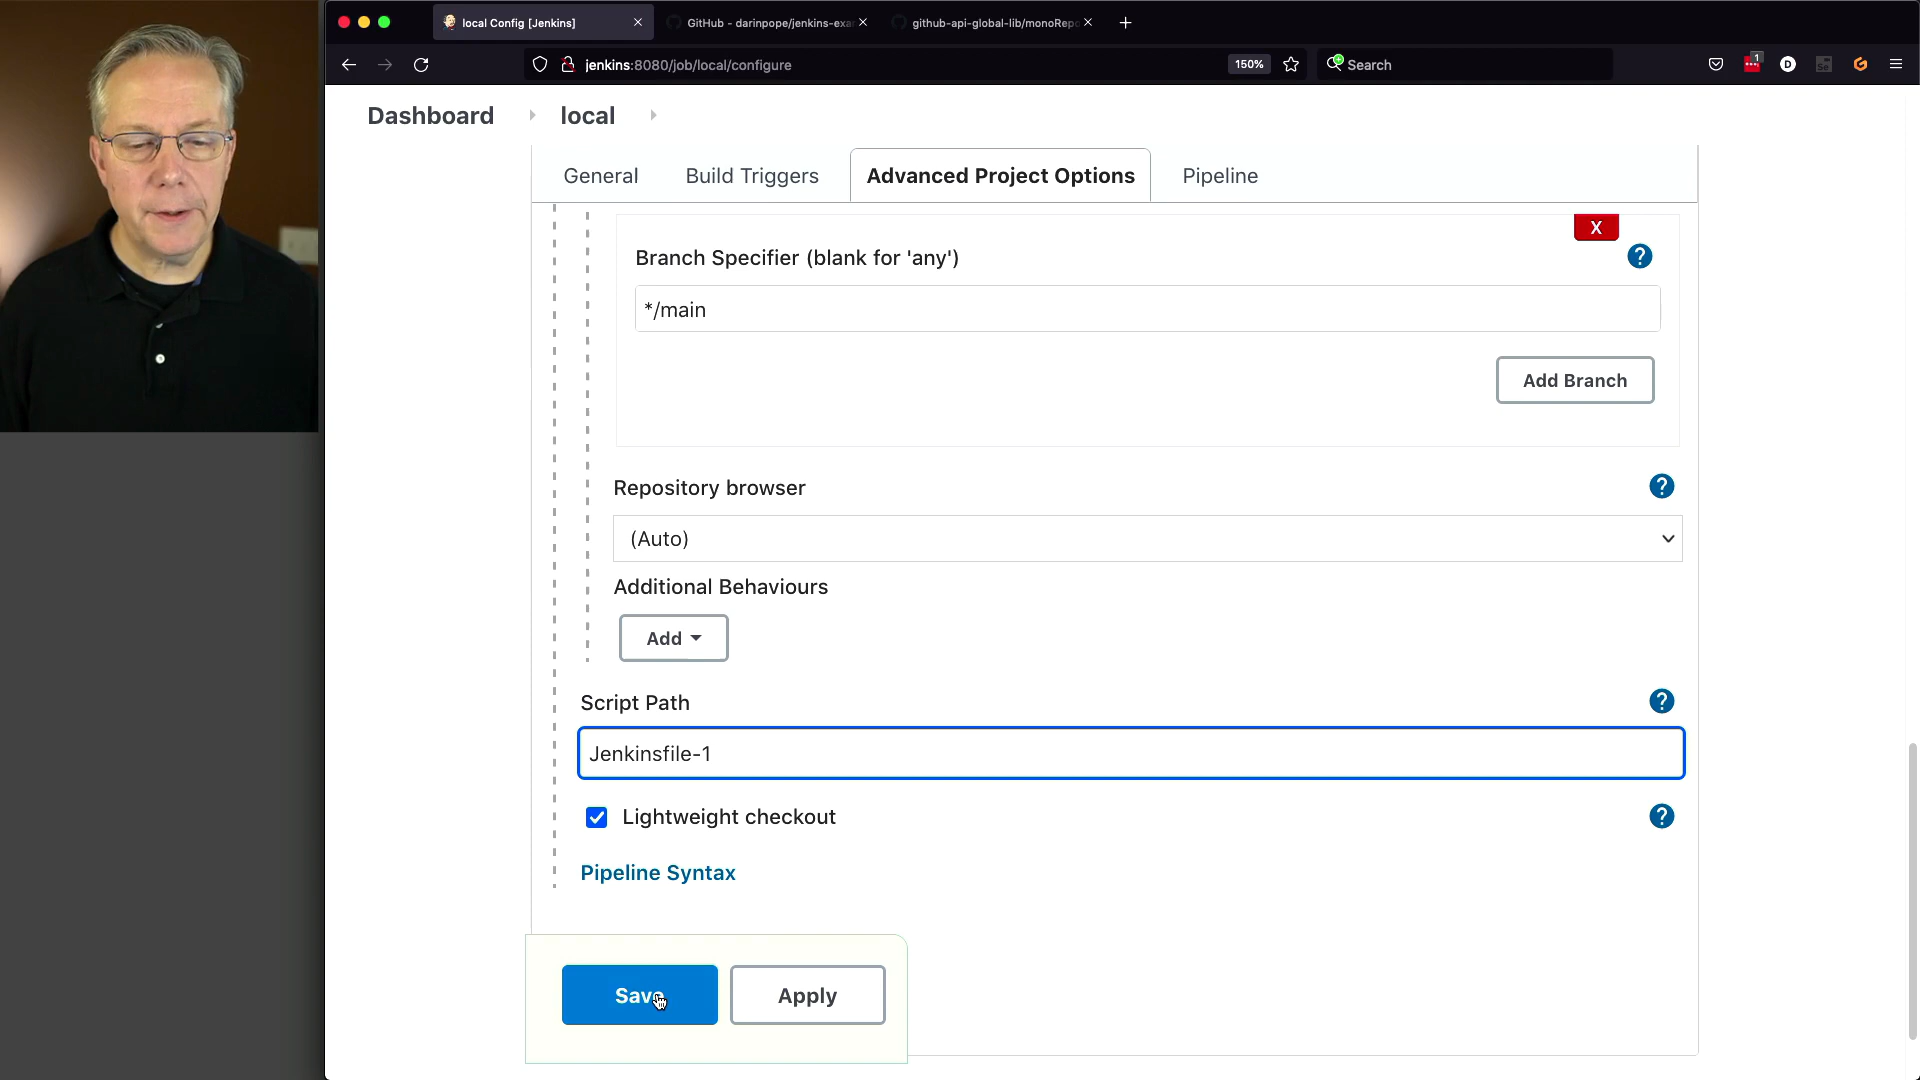 local Config [Jenkins]
GitHub - darinpope/jenkins-exa
github-api-global-lib/monoRepo
jenkins:8080/job/local/configure
150%
Search
1
D
Dashboard
local
General
Build Triggers
Advanced Project Options
Pipeline
X
Branch Specifier (blank for 'any')
?
*/main
Add Branch
Repository browser
?
(Auto)
Additional Behaviours
Add
Script Path
?
Jenkinsfile-1
Lightweight checkout
?
Pipeline Syntax
Save
Apply